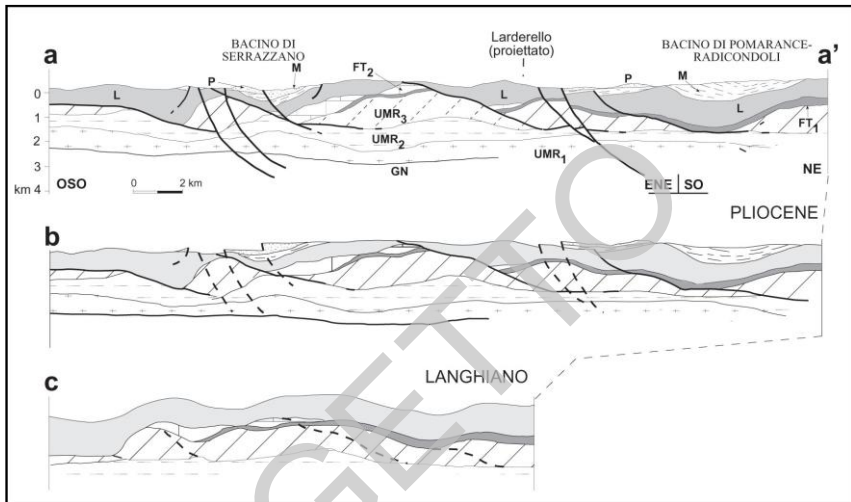 a
BACINO DI
SERRAZZANO
Larderello
(proiettato)
BACINO DI POMARANCE-
RADICONDOLI
a'
P
M
FT2
P
M
0
L
L
L
1
UMR3
FT1
2
UMR2
3
GN
UMR1
NE
km 4
OSO
0 2 km
ENE SO
PLIOCENE
b
LANGHIANO
c
GETTO